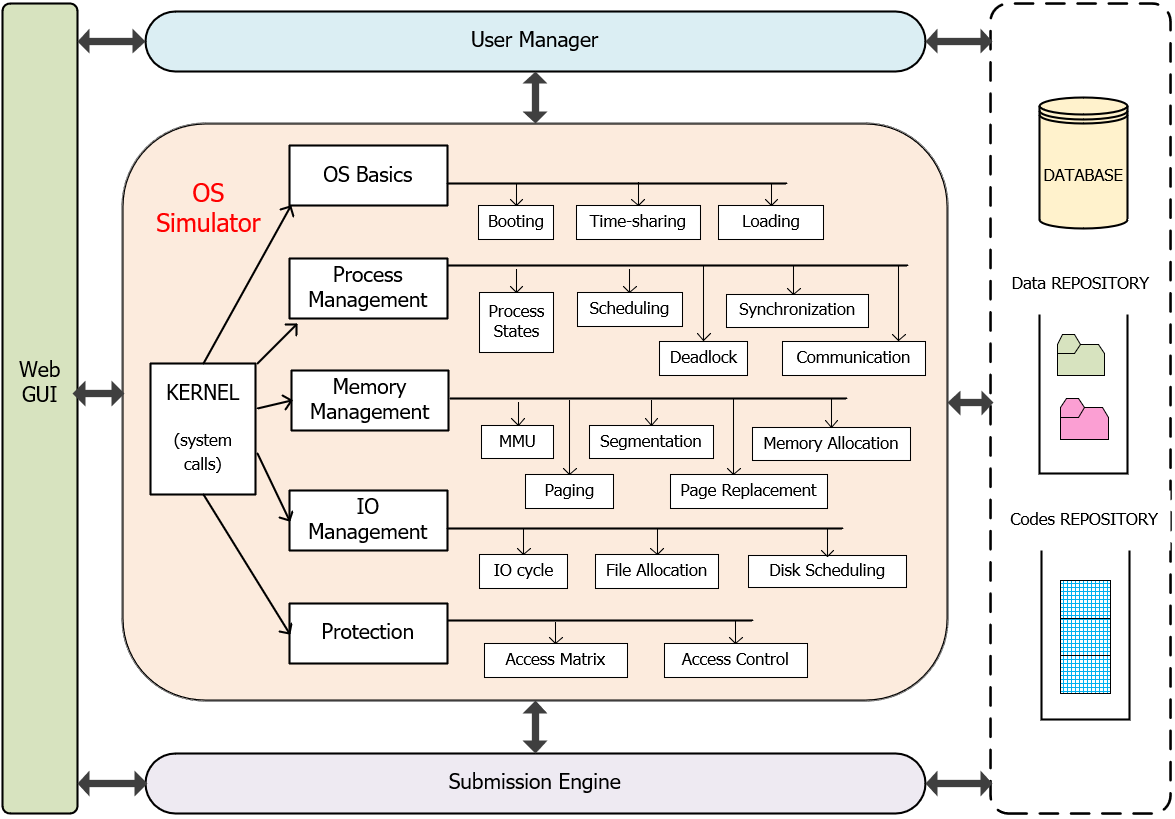 User Manager
OS
Simulator
OS Basics
Booting
Time-sharing
Loading
Process
Management
Process
States
Scheduling
Synchronization
Deadlock
Communication
Web
GUI
KERNEL
(system
calls)
Memory
Management
MMU
Segmentation
Memory Allocation
Paging
Page Replacement
IO
Management
IO cycle
File Allocation
Disk Scheduling
Protection
Access Matrix
Access Control
Submission Engine
DATABASE
Data REPOSITORY
Codes REPOSITORY